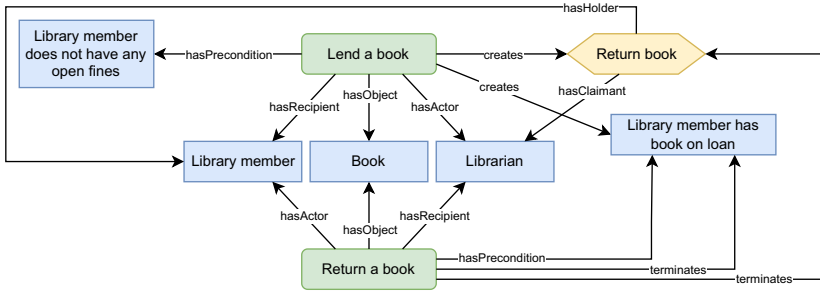 hasHolder
Library member
does not have any
open fines
hasPrecondition
Lend a book
creates
Return book
hasRecipient
hasObject
hasActor
creates
hasClaimant
Library member has
book on loan
Library member
Book
Librarian
hasActor
hasObject
hasRecipient
Return a book
hasPrecondition
terminates
terminates